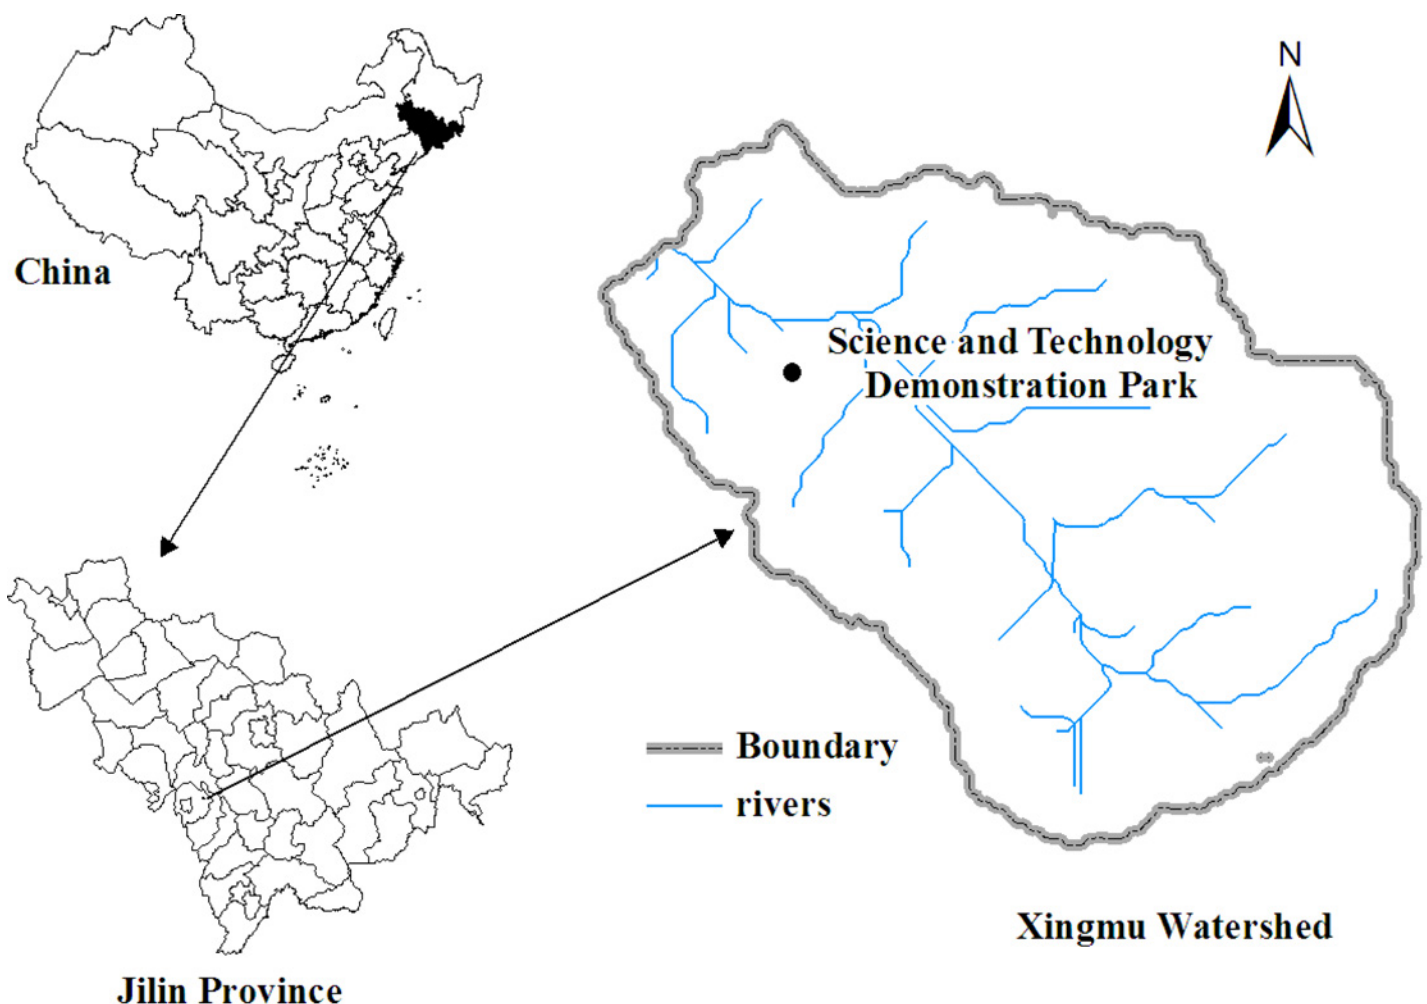 N
China
Science and Technology
Demonstration Park
Boundary
rivers
Xingmu Watershed
Jilin Province